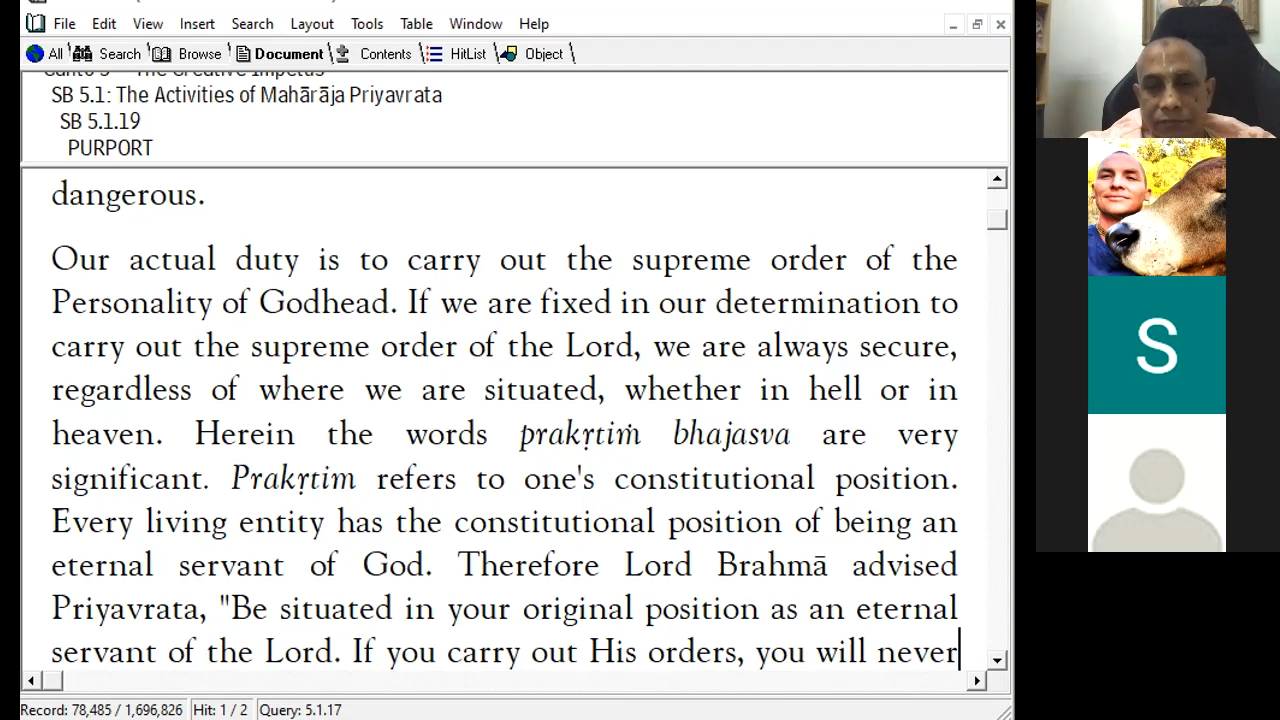 File Edit View Insert Search Layout Tools Table Window Help
All Search Browse Document Contents HitList Object
SB 5.1: The Activities of Mahārāja Priyavrata
SB 5.1.19
PURPORT
dangerous.
Our actual duty is to carry out the supreme order of the
Personality of Godhead. If we are fixed in our determination to
carry out the supreme order of the Lord, we are always secure,
regardless of where we are situated, whether in hell or in
heaven. Herein the words prakṛtiṁ bhajasva are very
significant. Prakṛtim refers to one's constitutional position.
Every living entity has the constitutional position of being an
eternal servant of God. Therefore Lord Brahmā advised
Priyavrata, "Be situated in your original position as an eternal
servant of the Lord. If you carry out His orders, you will never
Record: 78,485 / 1,696,826 Hit: 1 / 2 Query: 5.1.17
S